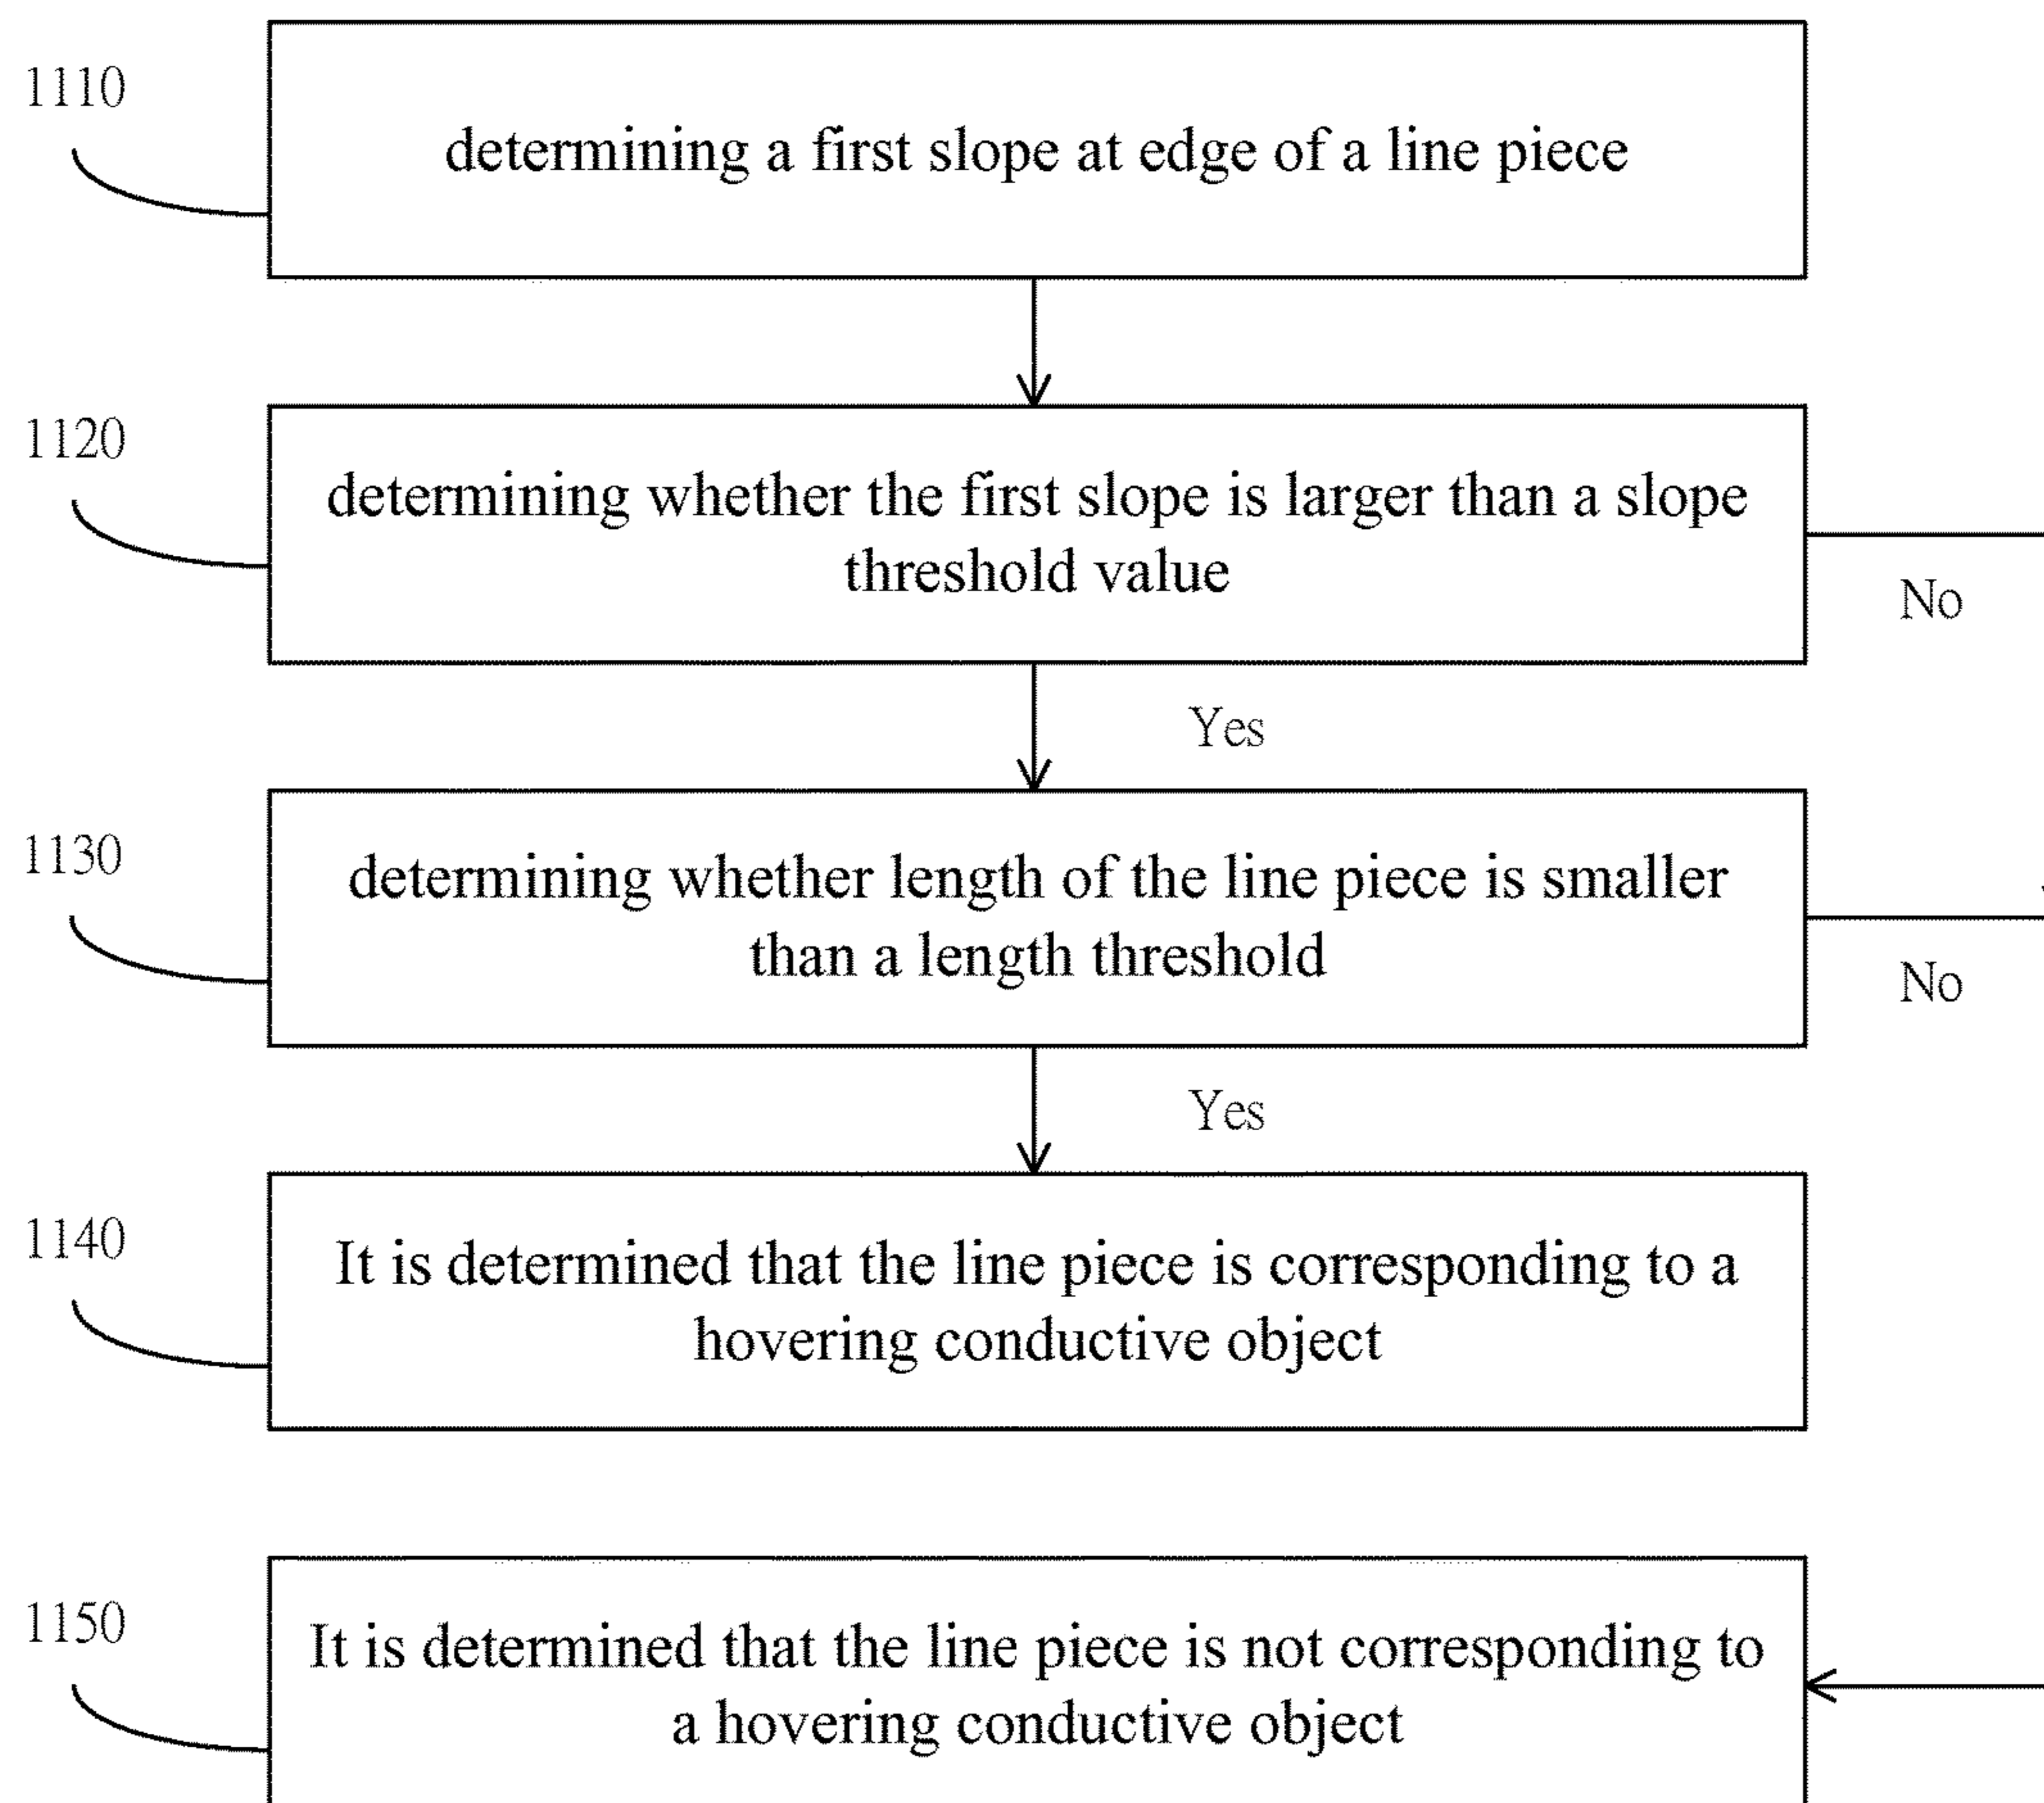 1110
determining a first slope at edge of a line piece
1120
determining whether the first slope is larger than a slope
threshold value
No
Yes
1130
determining whether length of the line piece is smaller
than a length threshold
No
Yes
1140
It is determined that the line piece is corresponding to a
hovering conductive object
1150
It is determined that the line piece is not corresponding to
a hovering conductive object